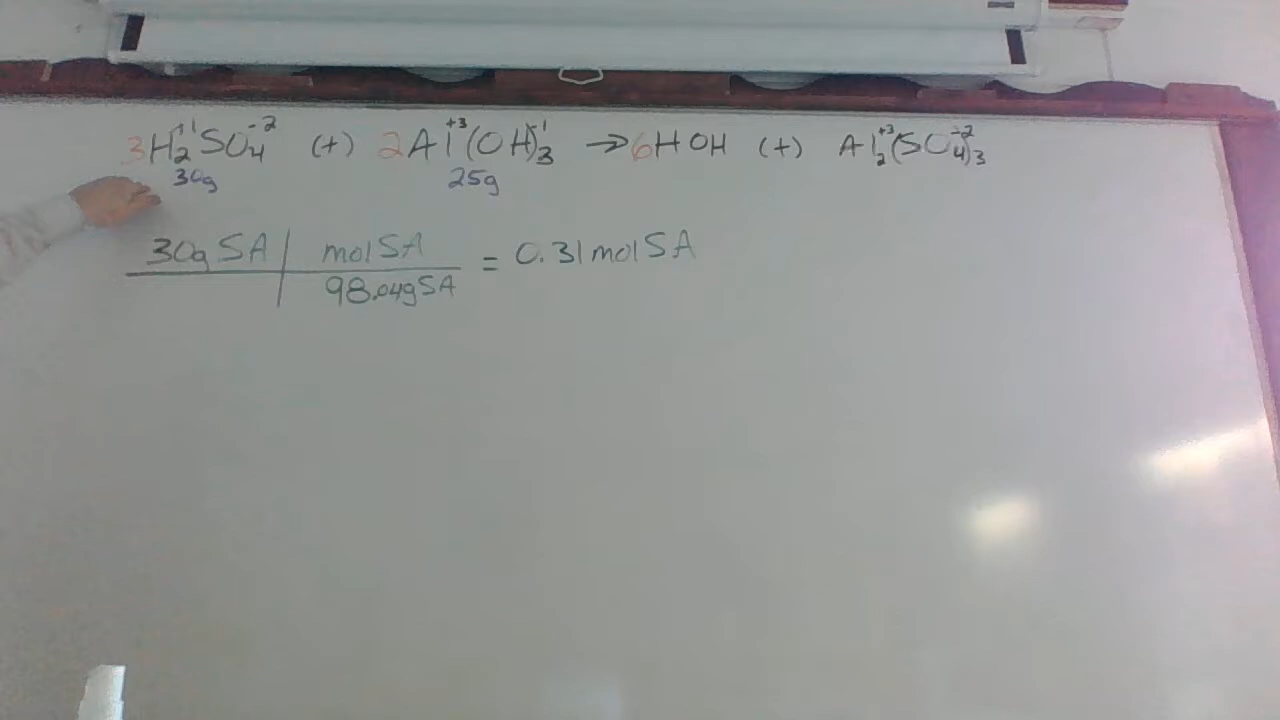 3H₂⁺¹SO₄⁻² (+) 2Al⁺³(OH)₃⁻¹ → 6HOH (+) Al₂⁺³(SO₄)₃⁻²
30g 25g
30g SA | mol SA = 0.31 mol SA
98.04g SA